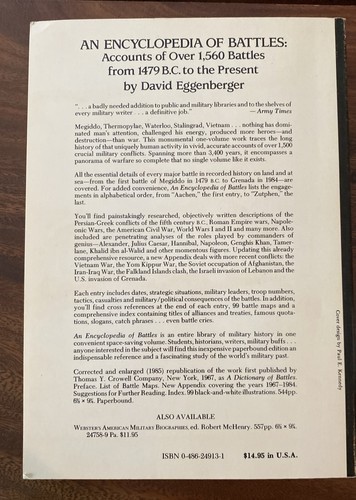 AN ENCYCLOPEDIA OF BATTLES:
Accounts of Over 1,560 Battles
from 1479 B.C. to the Present
by David Eggenberger
". . . a badly needed addition to public and military libraries and to the shelves of
every military writer . . . a definitive job."
— Army Times
Megiddo, Thermopylae, Waterloo, Stalingrad, Vietnam . . . nothing has domi-
nated man's attention, challenged his energy, produced more heroes—and
destruction—than war. This monumental one-volume work traces the long
history of that uniquely human activity in vivid, accurate accounts of over 1,500
crucial military conflicts. Spanning more than 3,400 years, it encompasses a
panorama of warfare so complete that no single volume like it exists.
All the essential details of every major battle in recorded history on land and at
sea—from the first battle of Megiddo in 1479 B.C. to Grenada in 1984—are
covered. For added convenience, An Encyclopedia of Battles lists the engage-
ments in alphabetical order, from "Aachen," the first entry, to "Zutphen," the
last.
You'll find painstakingly researched, objectively written descriptions of the
Persian-Greek conflicts of the fifth century B.C., Roman Empire wars, Napole-
onic Wars, the American Civil War, World Wars I and II and many more. Also
included are penetrating analyses of the roles played by commanders of
genius—Alexander, Julius Caesar, Hannibal, Napoleon, Genghis Khan, Tamer-
lane, Khalid ibn al-Walid and other momentous figures. Updating this already
comprehensive resource, a new Appendix deals with more recent conflicts: the
Vietnam War, the Yom Kippur War, the Soviet occupation of Afghanistan, the
Iran-Iraq War, the Falkland Islands clash, the Israeli invasion of Lebanon and the
U.S. invasion of Grenada.
Each entry includes dates, strategic situations, military leaders, troop numbers,
tactics, casualties and military/political consequences of the battles. In addition,
you'll find cross references at the end of each entry, 99 battle maps and a
comprehensive index containing titles of alliances and treaties, famous quota-
tions, slogans, catch phrases . . . even battle cries.
An Encyclopedia of Battles is an entire library of military history in one
convenient space-saving volume. Students, historians, writers, military buffs . . .
anyone interested in the subject will find this inexpensive paperbound edition an
indispensable reference and a fascinating study of the world's military past.
Corrected and enlarged (1985) republication of the work first published by
Thomas Y. Crowell Company, New York, 1967, as A Dictionary of Battles.
Preface. List of Battle Maps. New Appendix covering the years 1967–1984.
Suggestions for Further Reading. Index. 99 black-and-white illustrations. 544pp.
6⅛ × 9¼. Paperbound.
ALSO AVAILABLE
WEBSTER'S AMERICAN MILITARY BIOGRAPHIES, ed. Robert McHenry. 557pp. 6⅛ × 9¼.
24758-9 Pa. $11.95
ISBN 0-486-24913-1
$14.95 in U.S.A.
Cover design by Paul E. Kennedy